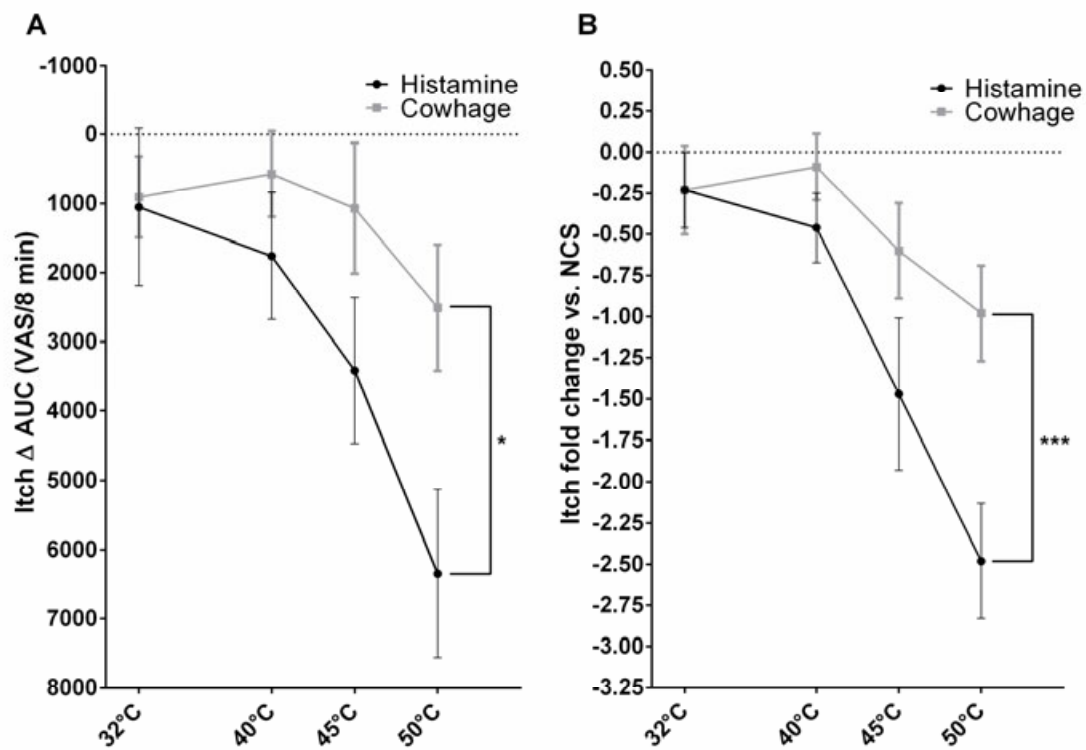 A
Itch Δ AUC (VAS/8 min)
-1000
0
1000
2000
3000
4000
5000
6000
7000
8000
Histamine
Cowhage
*
32°C
40°C
45°C
50°C
B
Itch fold change vs. NCS
0.50
0.25
0.00
-0.25
-0.50
-0.75
-1.00
-1.25
-1.50
-1.75
-2.00
-2.25
-2.50
-2.75
-3.00
-3.25
Histamine
Cowhage
***
32°C
40°C
45°C
50°C